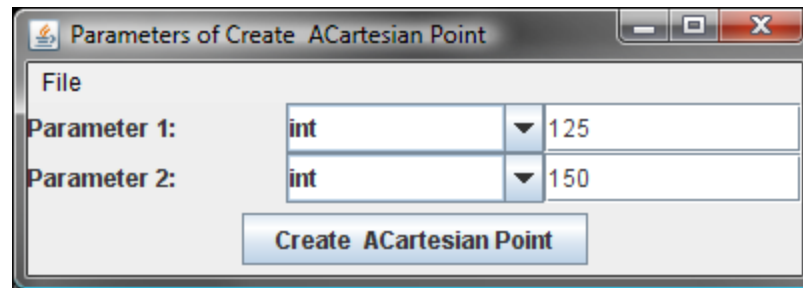 Parameters of Create ACartesian Point
File
Parameter 1: int 125
Parameter 2: int 150
Create ACartesian Point